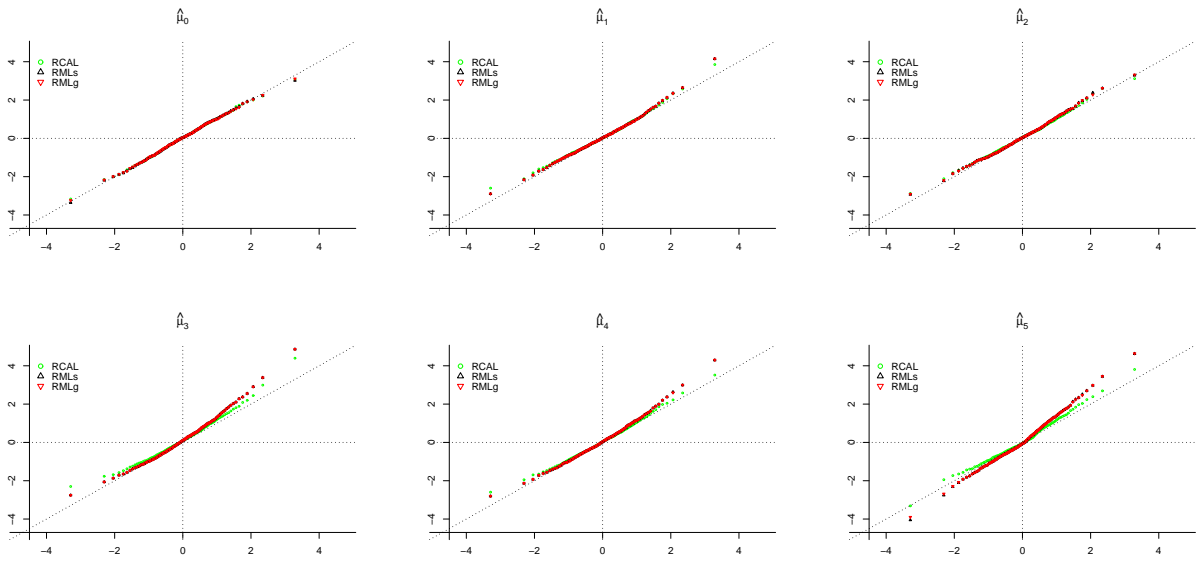 μ̂₀
4
2
0
−2
−4
RCAL
RMLs
RMLg
−4 −2 0 2 4
μ̂₁
4
2
0
−2
−4
RCAL
RMLs
RMLg
−4 −2 0 2 4
μ̂₂
4
2
0
−2
−4
RCAL
RMLs
RMLg
−4 −2 0 2 4
μ̂₃
4
2
0
−2
−4
RCAL
RMLs
RMLg
−4 −2 0 2 4
μ̂₄
4
2
0
−2
−4
RCAL
RMLs
RMLg
−4 −2 0 2 4
μ̂₅
4
2
0
−2
−4
RCAL
RMLs
RMLg
−4 −2 0 2 4